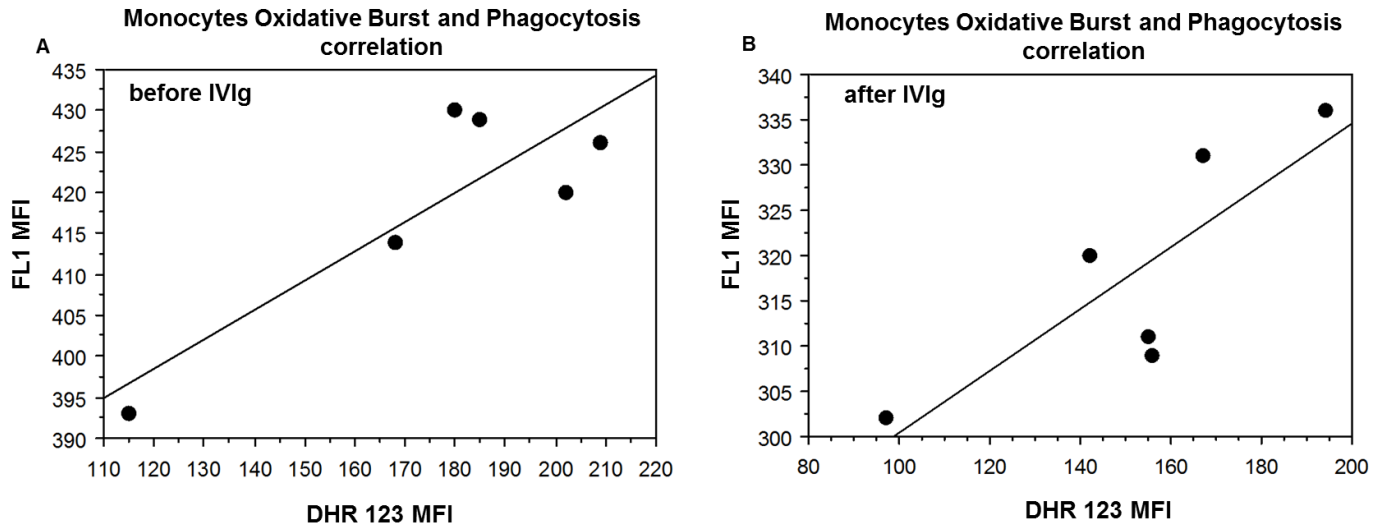 A
Monocytes Oxidative Burst and Phagocytosis
correlation
before IVIg
435
430
425
420
415
410
405
400
395
390
FL1 MFI
110 120 130 140 150 160 170 180 190 200 210 220
DHR 123 MFI
B
Monocytes Oxidative Burst and Phagocytosis
correlation
after IVIg
340
335
330
325
320
315
310
305
300
FL1 MFI
80 100 120 140 160 180 200
DHR 123 MFI